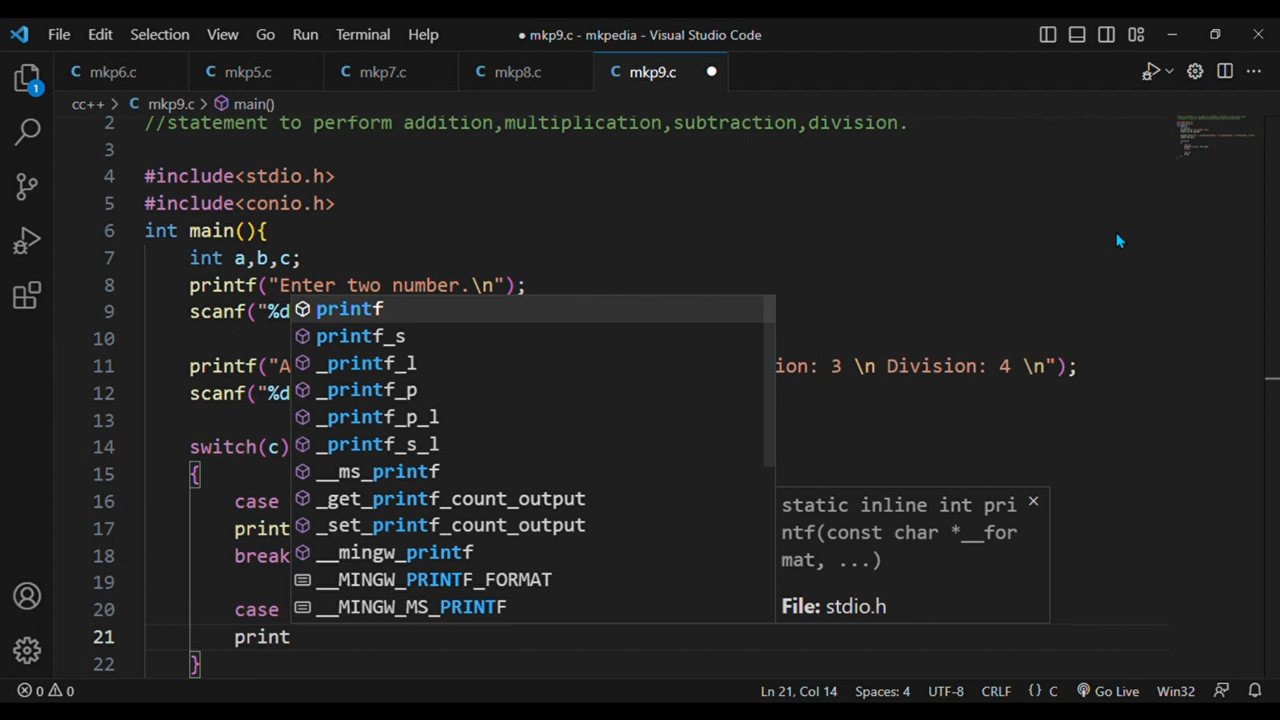 File Edit Selection View Go Run Terminal Help ● mkp9.c - mkpedia - Visual Studio Code
C mkp6.c C mkp5.c C mkp7.c C mkp8.c C mkp9.c ●
1
cc++ > C mkp9.c > main()
2 //statement to perform addition,multiplication,subtraction,division.
3
4 #include<stdio.h>
5 #include<conio.h>
6 int main(){
7 int a,b,c;
8 printf("Enter two number.\n");
9 scanf("%d
10
11 printf("A ion: 3 \n Division: 4 \n");
12 scanf("%d
13
14 switch(c)
15 {
16 case
17 print
18 break
19
20 case
21 print
22 }
printf
printf_s
_printf_l
_printf_p
_printf_p_l
_printf_s_l
__ms_printf
_get_printf_count_output
_set_printf_count_output
__mingw_printf
__MINGW_PRINTF_FORMAT
__MINGW_MS_PRINTF
static inline int pri
ntf(const char *__for
mat, ...)
File: stdio.h
0 0 Ln 21, Col 14 Spaces: 4 UTF-8 CRLF {} C Go Live Win32